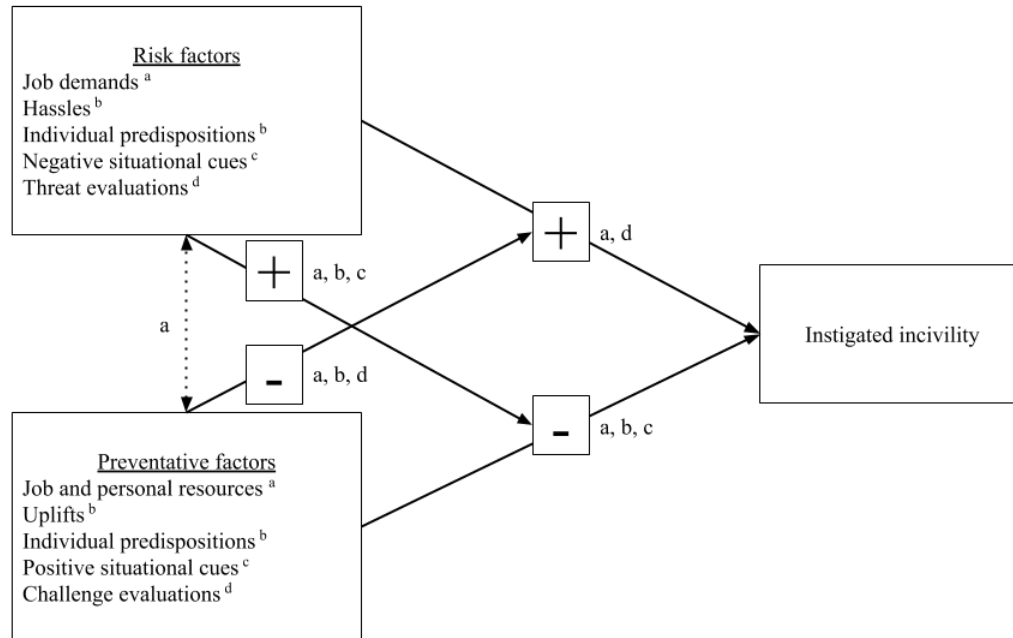 Risk factors
Job demands a
Hassles b
Individual predispositions b
Negative situational cues c
Threat evaluations d
+
a, d
+
a, b, c
a
Instigated incivility
-
a, b, d
-
a, b, c
Preventative factors
Job and personal resources a
Uplifts b
Individual predispositions b
Positive situational cues c
Challenge evaluations d